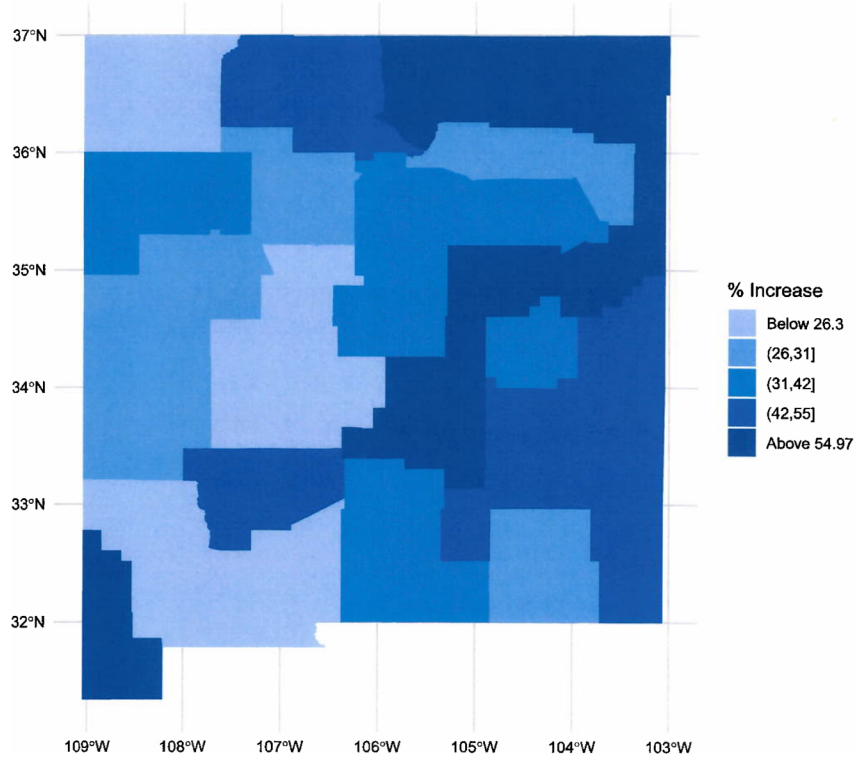 37°N
36°N
35°N
34°N
33°N
32°N
109°W 108°W 107°W 106°W 105°W 104°W 103°W
% Increase
Below 26.3
(26,31]
(31,42]
(42,55]
Above 54.97